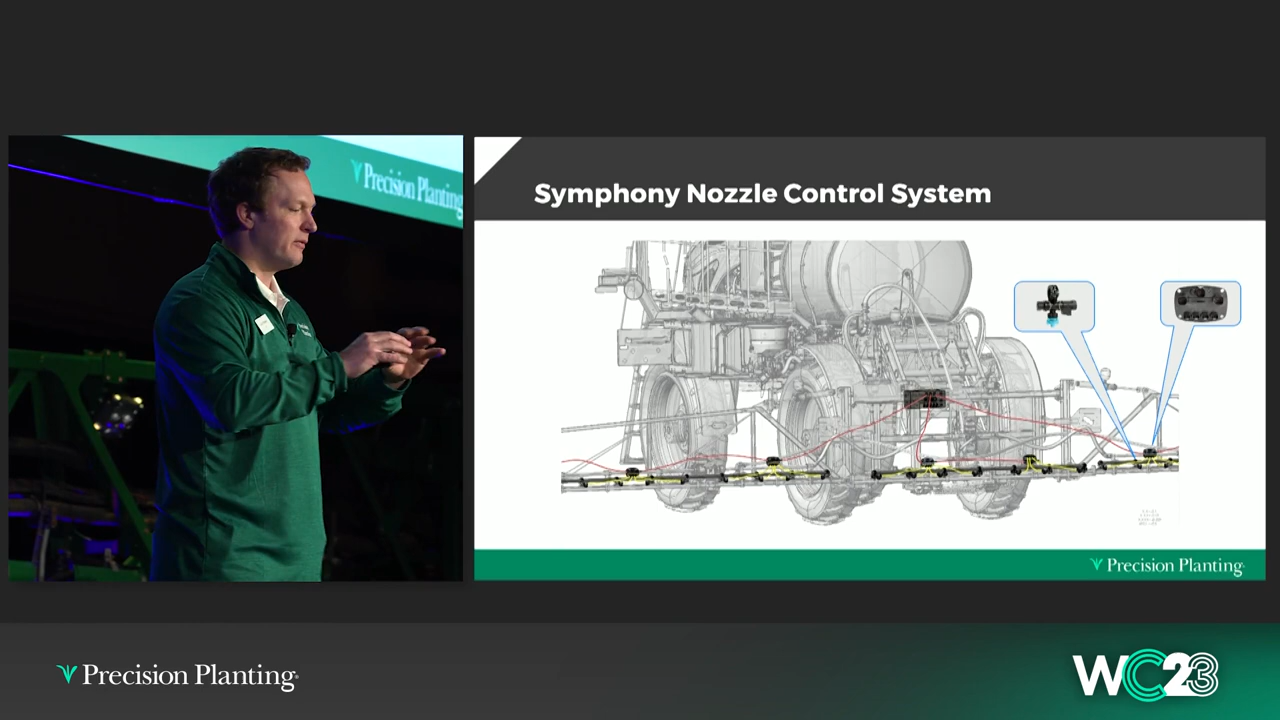 Precision Planting
Symphony Nozzle Control System
Precision Planting
Precision Planting
WC23